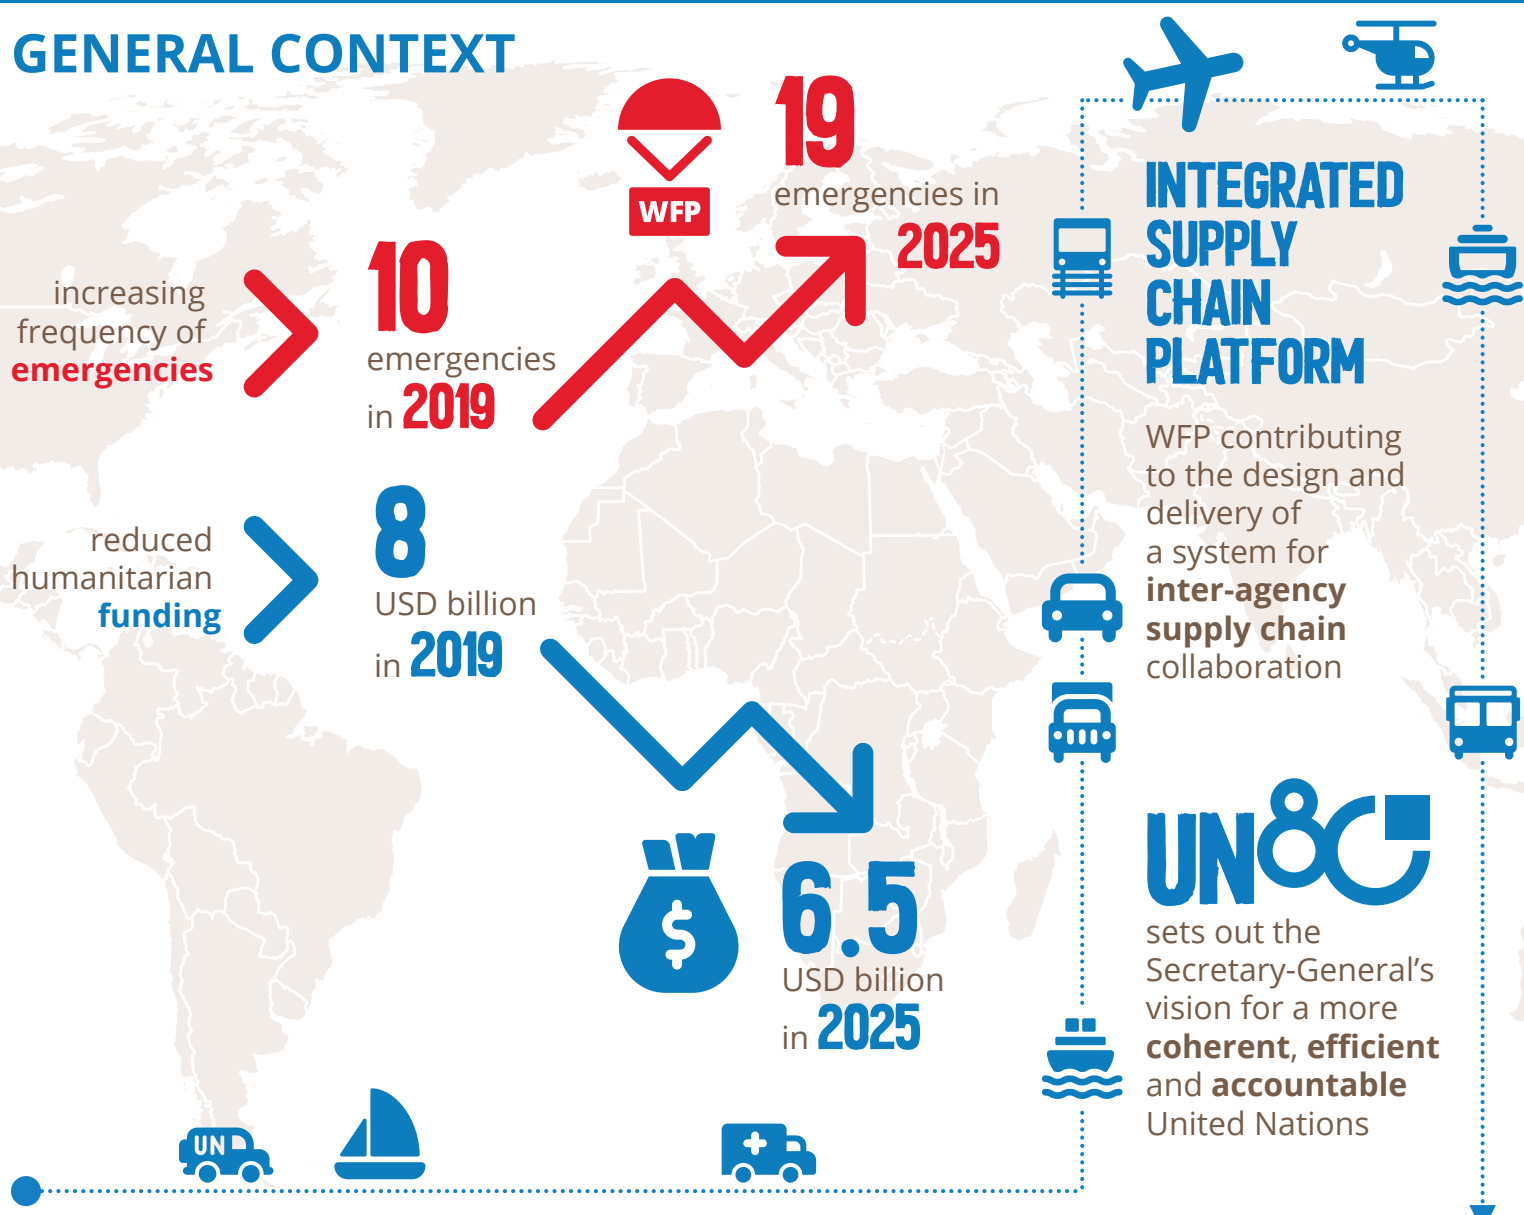 GENERAL CONTEXT
increasing
frequency of
emergencies
10
emergencies
in 2019
WFP
19
emergencies in
2025
reduced
humanitarian
funding
8
USD billion
in 2019
$
6.5
USD billion
in 2025
UN
INTEGRATED
SUPPLY
CHAIN
PLATFORM
WFP contributing
to the design and
delivery of
a system for
inter-agency
supply chain
collaboration
UN80
sets out the
Secretary-General’s
vision for a more
coherent, efficient
and accountable
United Nations